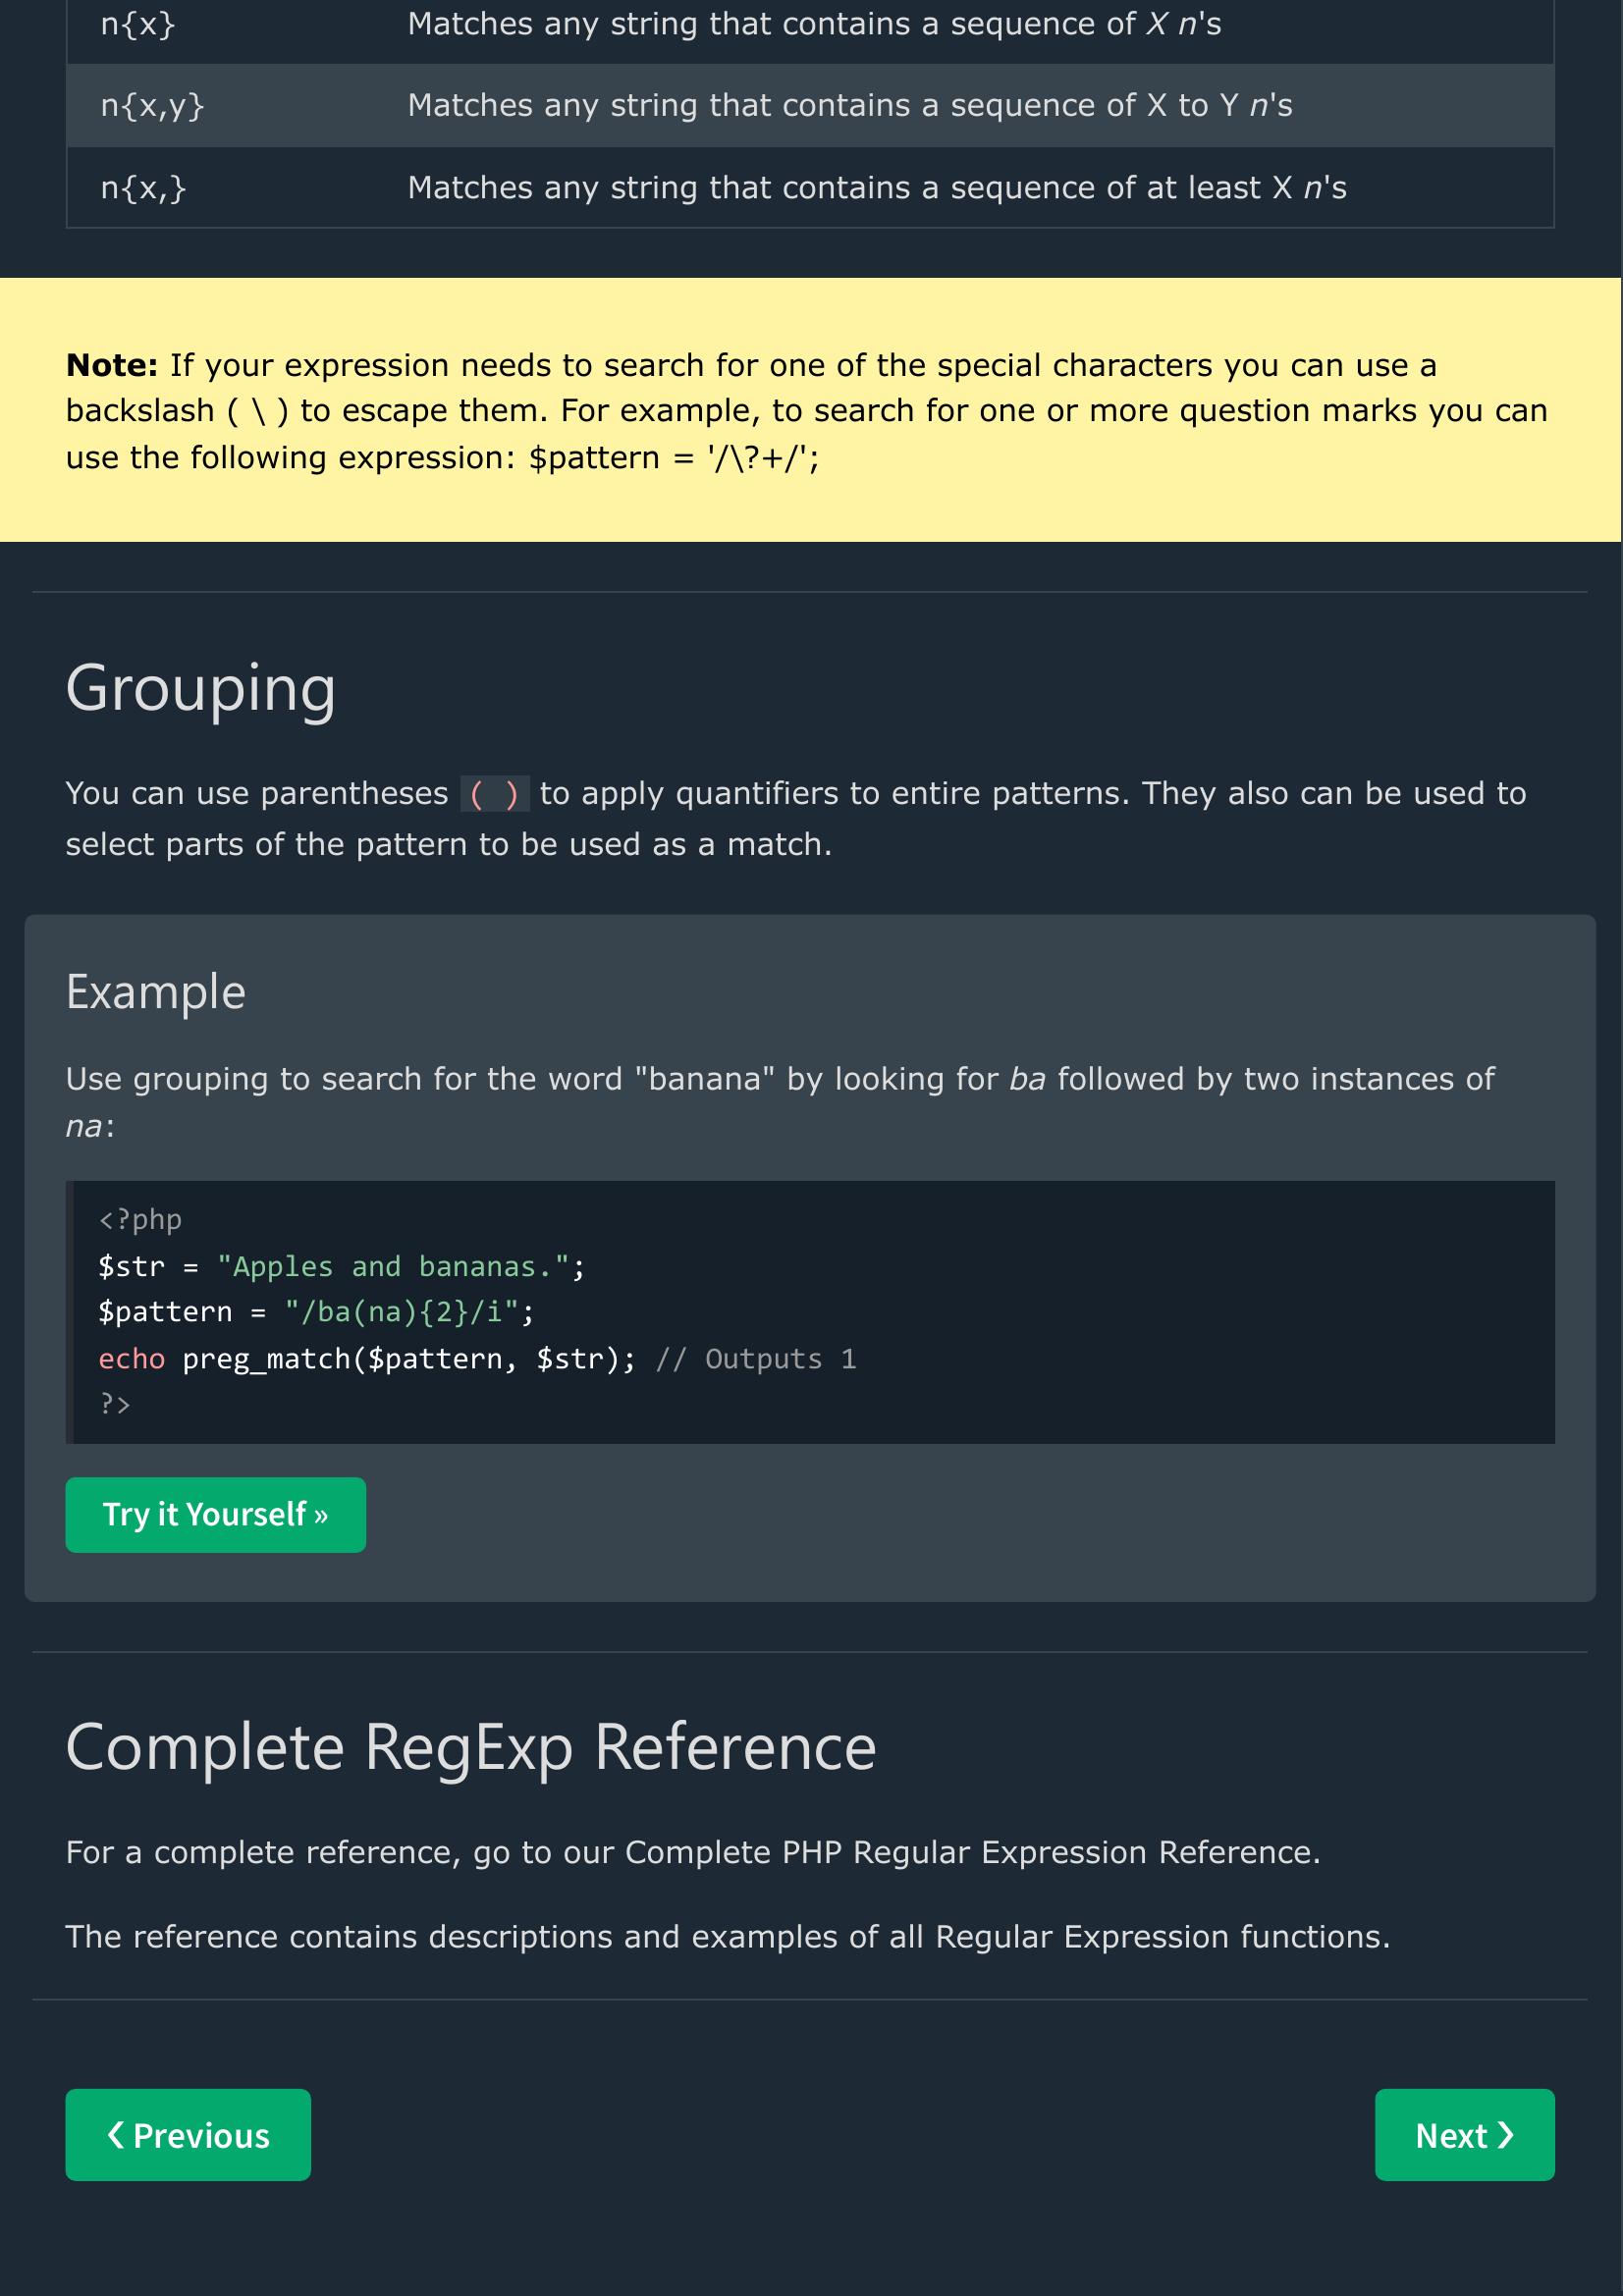 n{x} Matches any string that contains a sequence of X n's
n{x,y} Matches any string that contains a sequence of X to Y n's
n{x,} Matches any string that contains a sequence of at least X n's
Note: If your expression needs to search for one of the special characters you can use a
backslash ( \ ) to escape them. For example, to search for one or more question marks you can
use the following expression: $pattern = '/\?+/';
Grouping
You can use parentheses ( ) to apply quantifiers to entire patterns. They also can be used to
select parts of the pattern to be used as a match.
Example
Use grouping to search for the word "banana" by looking for ba followed by two instances of
na:
<?php
$str = "Apples and bananas.";
$pattern = "/ba(na){2}/i";
echo preg_match($pattern, $str); // Outputs 1
?>
Try it Yourself »
Complete RegExp Reference
For a complete reference, go to our Complete PHP Regular Expression Reference.
The reference contains descriptions and examples of all Regular Expression functions.
❮ Previous
Next ❯